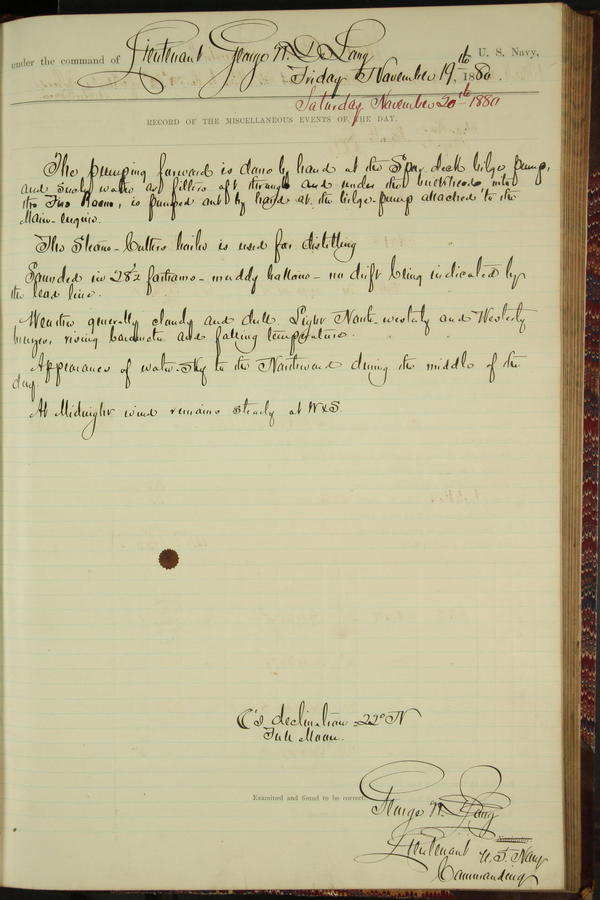 under the command of Lieutenant George W. De Long U. S. Navy,
Friday November 19th 1880.
Saturday November 20th 1880
RECORD OF THE MISCELLANEOUS EVENTS OF THE DAY.
The pumping forward is done by hand at the Spar deck bilge pump,
and such water as filters aft through and under the bulkhead into
the Fire Room, is pumped out by hand at the bilge-pump attached to the
Main-engine.
The Steam-Cutters boiler is used for distilling
Sounded in 28½ fathoms - muddy bottom - no drift being indicated by
the lead line.
Weather generally cloudy and dull. Light North-westerly and Westerly
breezes, rising barometer and falling temperature.
Appearance of water-sky to the Northward during the middle of the
day.
At Midnight wind remains steady at WxS.
☾'s declination 22° N
Full Moon.
Examined and found to be correct.
George W. De Long
Navigator.
Lieutenant U.S. Navy
Commanding